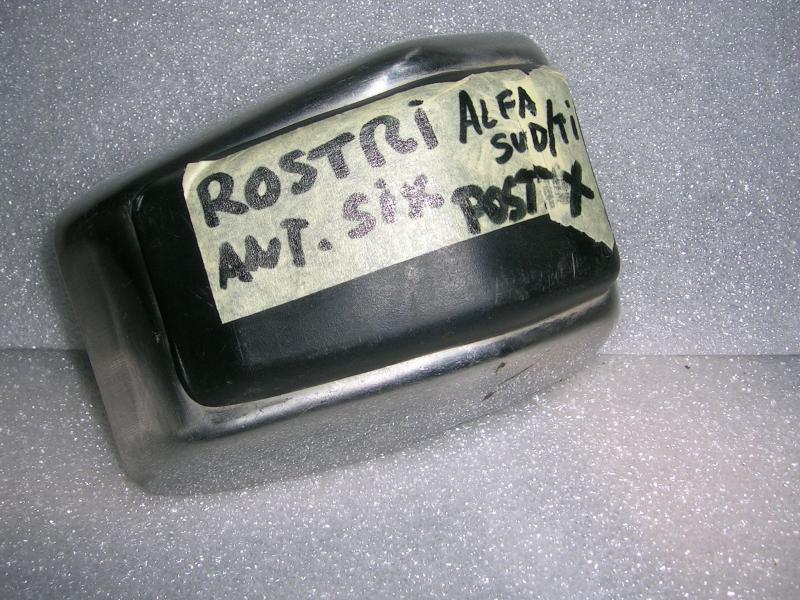 ROSTRi
ANT. SiX
ALFA
SUD/Ti
POST X